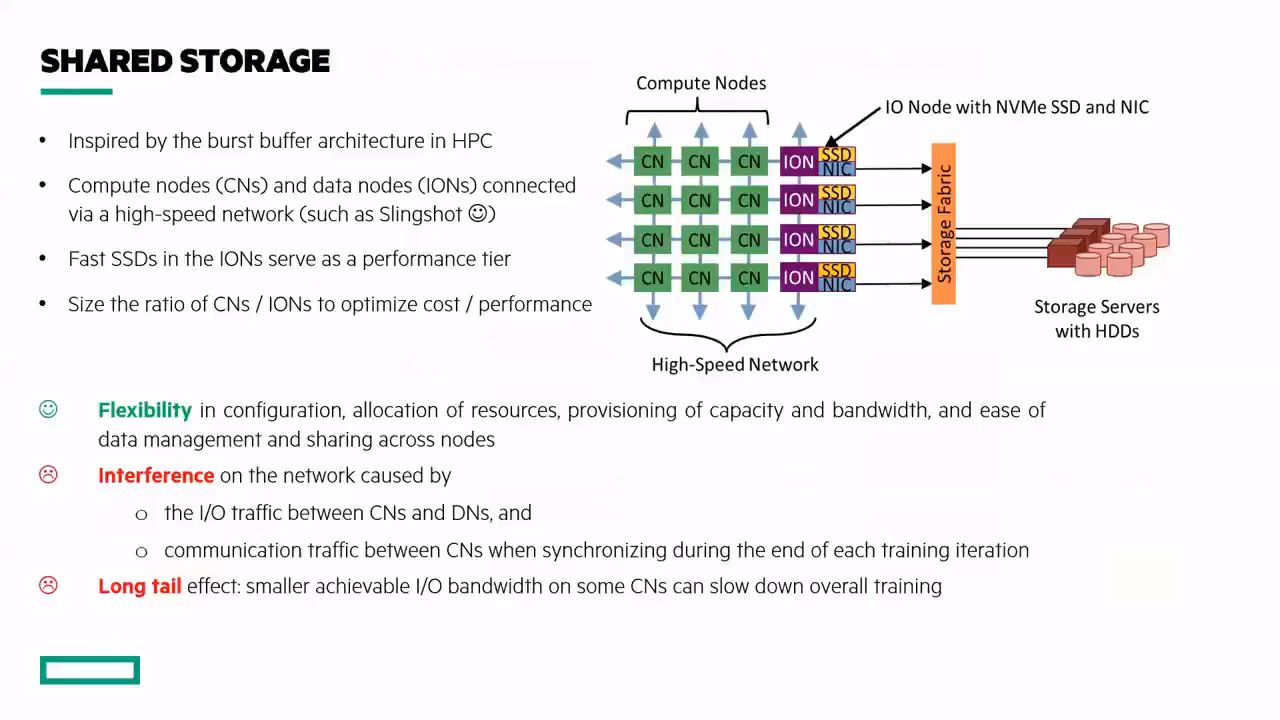 SHARED STORAGE
• Inspired by the burst buffer architecture in HPC
• Compute nodes (CNs) and data nodes (IONs) connected
via a high-speed network (such as Slingshot ☺)
• Fast SSDs in the IONs serve as a performance tier
• Size the ratio of CNs / IONs to optimize cost / performance
Compute Nodes
IO Node with NVMe SSD and NIC
CN CN CN ION SSD NIC
CN CN CN ION SSD NIC
CN CN CN ION SSD NIC
CN CN CN ION SSD NIC
Storage Fabric
Storage Servers
with HDDs
High-Speed Network
☺ Flexibility in configuration, allocation of resources, provisioning of capacity and bandwidth, and ease of
data management and sharing across nodes
☹ Interference on the network caused by
o the I/O traffic between CNs and DNs, and
o communication traffic between CNs when synchronizing during the end of each training iteration
☹ Long tail effect: smaller achievable I/O bandwidth on some CNs can slow down overall training